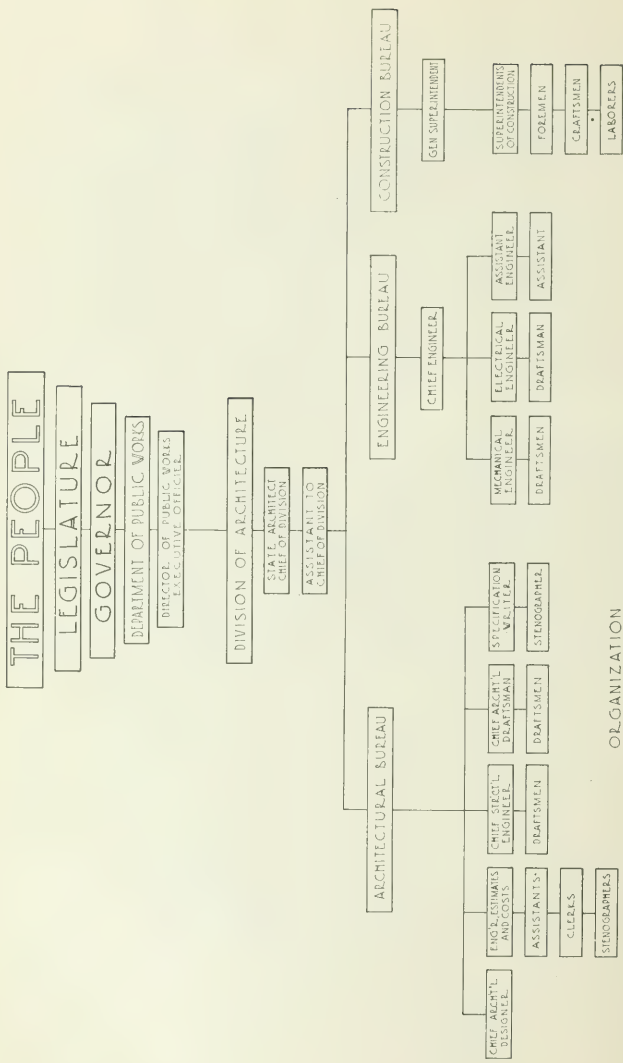 THE PEOPLE
LEGISLATURE
GOVERNOR
DEPARTMENT OF PUBLIC WORKS
DIRECTOR OF PUBLIC WORKS
EXECUTIVE OFFICER
DIVISION OF ARCHITECTURE
STATE ARCHITECT
CHIEF OF DIVISION
ASSISTANT TO
CHIEF OF DIVISION
ARCHITECTURAL BUREAU
ENGINEERING BUREAU
CONSTRUCTION BUREAU
CHIEF ENGINEER
GEN SUPERINTENDENT
CHIEF ARCHT'L
DESIGNER
ENG'R. ESTIMATES
AND COSTS
ASSISTANTS
CLERKS
STENOGRAPHERS
CHIEF STRCT'L
ENGINEER
DRAFTSMEN
CHIEF ARCHT'L
DRAFTSMAN
DRAFTSMEN
SPECIFICATION
WRITER
STENOGRAPHER
MECHANICAL
ENGINEER
DRAFTSMEN
ELECTRICAL
ENGINEER
DRAFTSMAN
ASSISTANT
ENGINEER
ASSISTANT
SUPERINTENDENTS
OF CONSTRUCTION
FOREMEN
CRAFTSMEN
LABORERS
ORGANIZATION